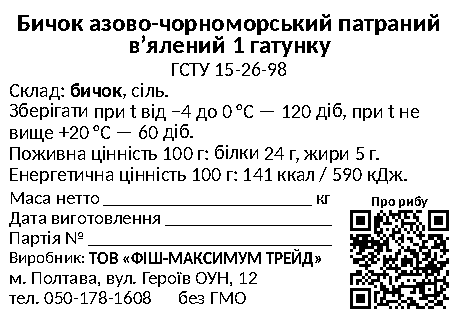 Бичок азово-чорноморський патраний
в’ялений 1 гатунку
ГСТУ 15-26-98
Склад: бичок, сіль.
Зберігати при t від −4 до 0 °С — 120 діб, при t не
вище +20 °С — 60 діб.
Поживна цінність 100 г: білки 24 г, жири 5 г.
Енергетична цінність 100 г: 141 ккал / 590 кДж.
Маса нетто ____________________ кг
Дата виготовлення ________________
Партія № ________________________
Про рибу
Виробник: ТОВ «ФІШ-МАКСИМУМ ТРЕЙД»
м. Полтава, вул. Героїв ОУН, 12
тел. 050-178-1608 без ГМО